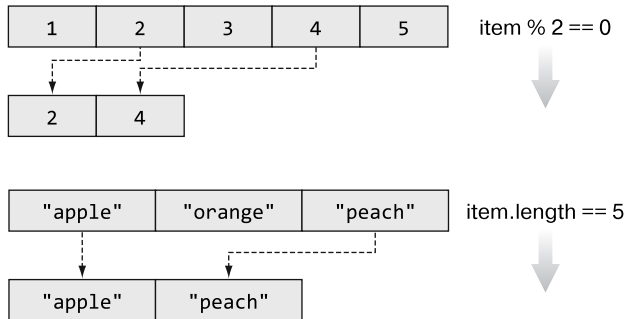 1 2 3 4 5 item % 2 == 0
2 4
"apple" "orange" "peach" item.length == 5
"apple" "peach"